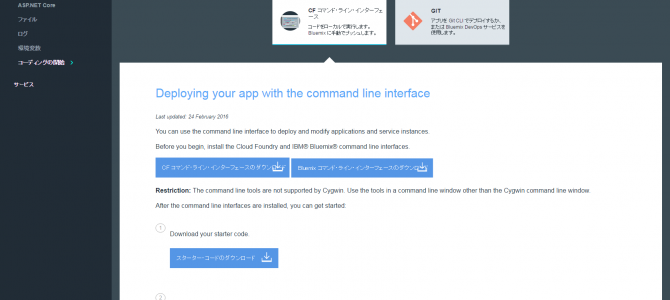 ASP.NET Core
ファイル
ログ
環境変数
コーディングの開始
サービス
CF コマンド・ライン・インターフェ
ース
コードをローカルで実行します。
Bluemix に手動でプッシュします。
GIT
アプリを Git CLI でデプロイするか、
または Bluemix DevOps サービスを
使用します。
Deploying your app with the command line interface
Last updated: 24 February 2016
You can use the command line interface to deploy and modify applications and service instances.
Before you begin, install the Cloud Foundry and IBM® Bluemix® command line interfaces.
CF コマンド・ライン・インターフェースのダウンロード
Bluemix コマンド・ライン・インターフェースのダウンロード
Restriction: The command line tools are not supported by Cygwin. Use the tools in a command line window other than the Cygwin command line window.
After the command line interfaces are installed, you can get started:
1
Download your starter code.
スターター・コードのダウンロード
2